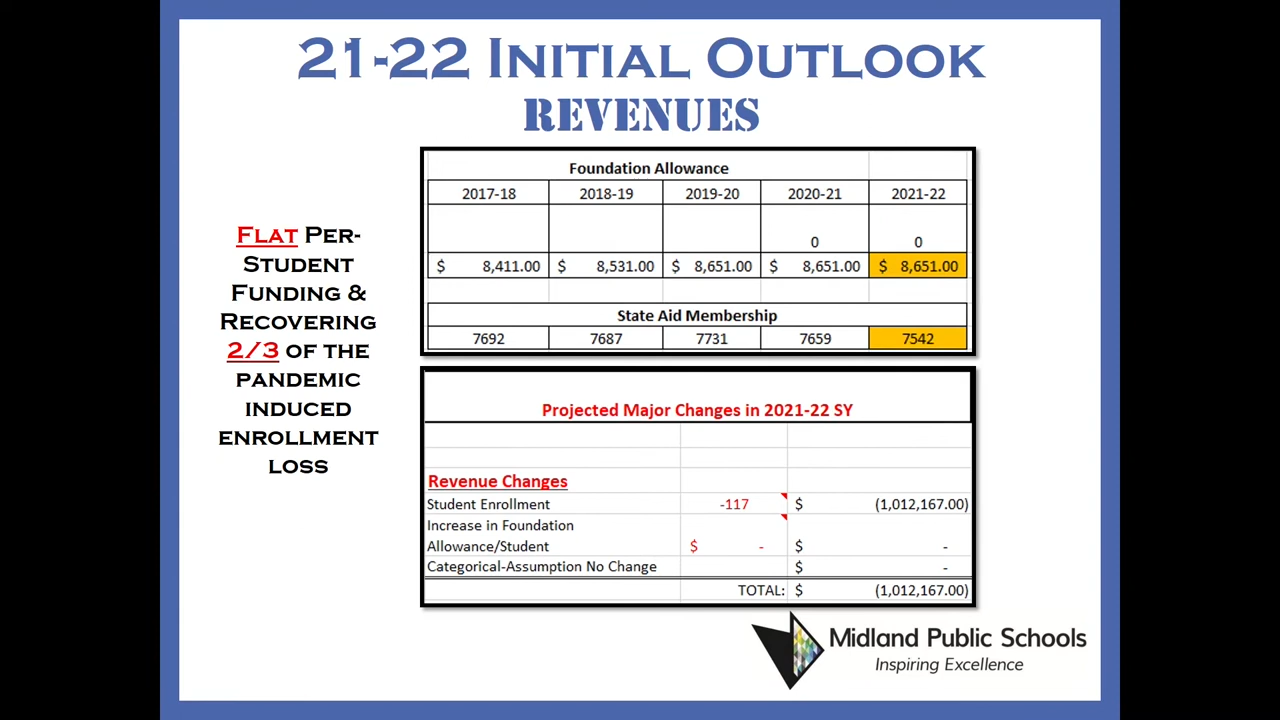 21-22 Initial Outlook
Revenues
Flat Per-
Student
Funding &
Recovering
2/3 of the
pandemic
induced
enrollment
loss
Foundation Allowance
2017-18 2018-19 2019-20 2020-21 2021-22
0 0
$ 8,411.00 $ 8,531.00 $ 8,651.00 $ 8,651.00 $ 8,651.00
State Aid Membership
7692 7687 7731 7659 7542
Projected Major Changes in 2021-22 SY
Revenue Changes
Student Enrollment -117 $ (1,012,167.00)
Increase in Foundation
Allowance/Student $ - $ -
Categorical-Assumption No Change $ -
TOTAL: $ (1,012,167.00)
Midland Public Schools
Inspiring Excellence